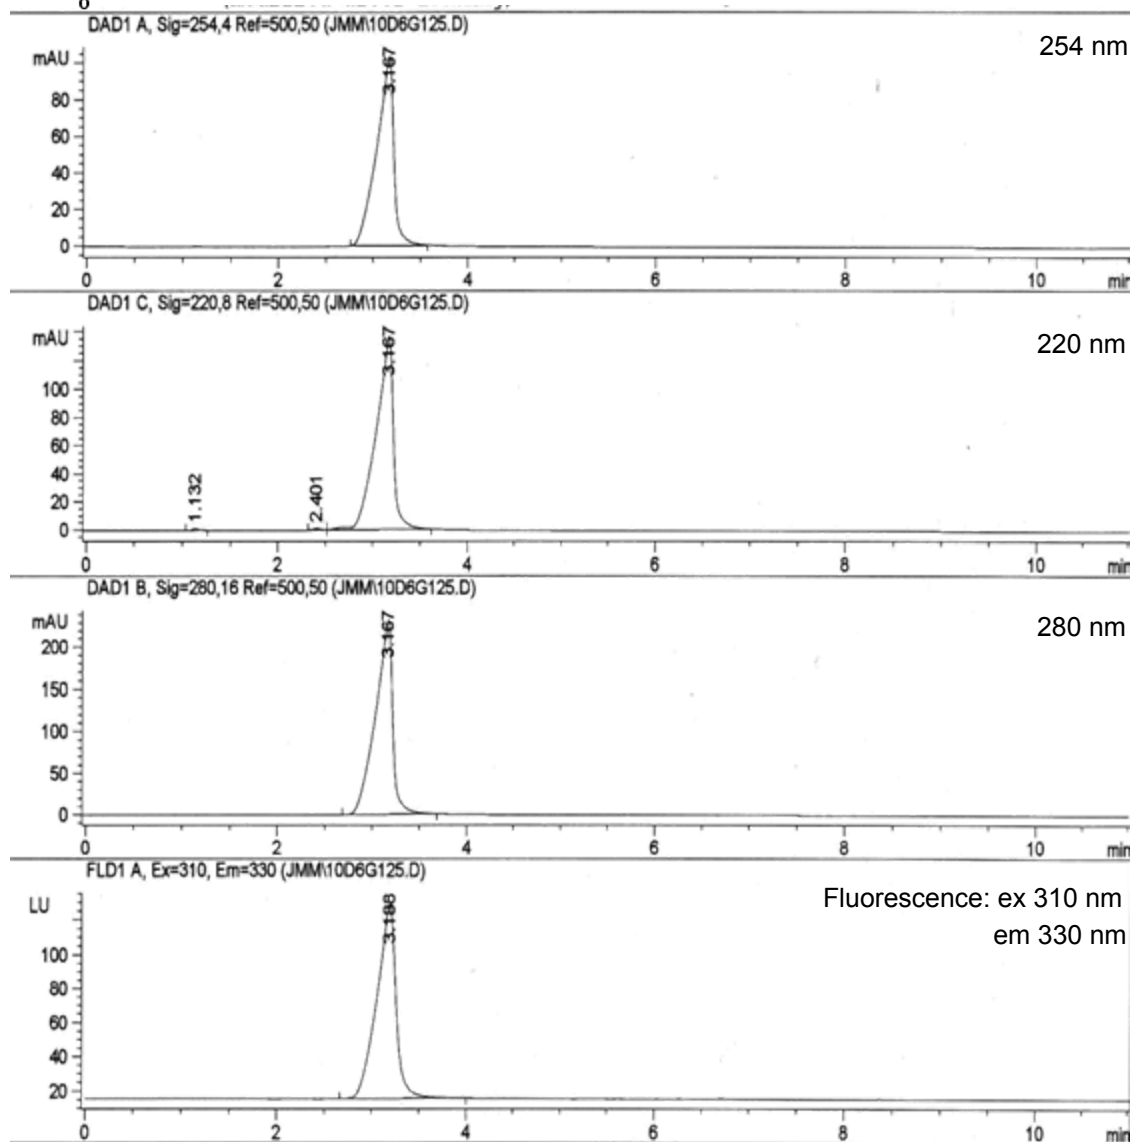 DAD1 A, Sig=254,4 Ref=500,50 (JMM\10D6G125.D)
254 nm
mAU
3.167
80
60
40
20
0
0 2 4 6 8 10 min
DAD1 C, Sig=220,8 Ref=500,50 (JMM\10D6G125.D)
220 nm
mAU
3.167
100
80
60
40
20
0
1.132
2.401
0 2 4 6 8 10 min
DAD1 B, Sig=280,16 Ref=500,50 (JMM\10D6G125.D)
280 nm
mAU
3.167
200
150
100
50
0
0 2 4 6 8 10 min
FLD1 A, Ex=310, Em=330 (JMM\10D6G125.D)
Fluorescence: ex 310 nm
em 330 nm
LU
3.188
100
80
60
40
20
0 2 4 6 8 10 min